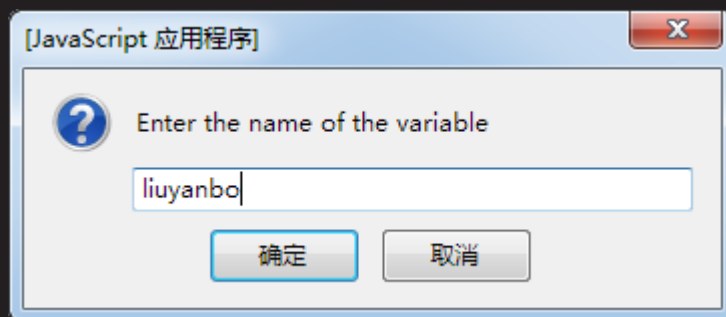 [JavaScript 应用程序]
Enter the name of the variable
liuyanbo
确定 取消